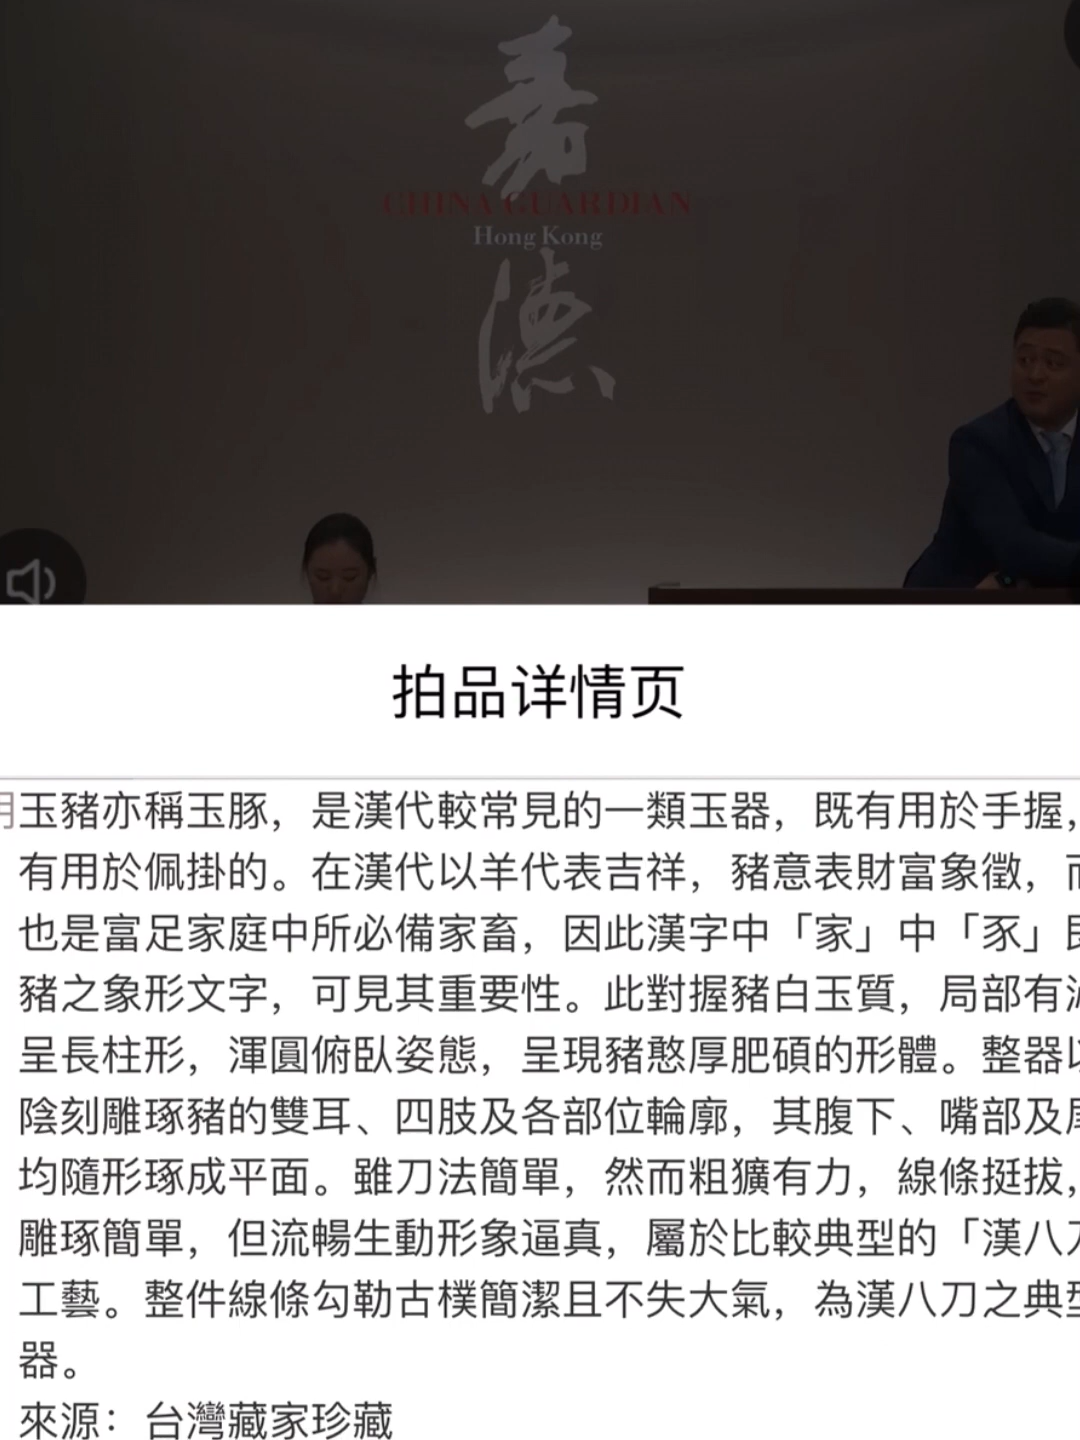 嘉
CHINA GUARDIAN
Hong Kong
德
拍品详情页
玉豬亦稱玉豚，是漢代較常見的一類玉器，既有用於手握，
有用於佩掛的。在漢代以羊代表吉祥，豬意表財富象徵，
也是富足家庭中所必備家畜，因此漢字中「家」中「豕」
豬之象形文字，可見其重要性。此對握豬白玉質，局部有
呈長柱形，渾圓俯臥姿態，呈現豬憨厚肥碩的形體。整器
陰刻雕琢豬的雙耳、四肢及各部位輪廓，其腹下、嘴部及
均隨形琢成平面。雖刀法簡單，然而粗獷有力，線條挺拔，
雕琢簡單，但流暢生動形象逼真，屬於比較典型的「漢八刀
工藝。整件線條勾勒古樸簡潔且不失大氣，為漢八刀之典型
器。
來源：台灣藏家珍藏